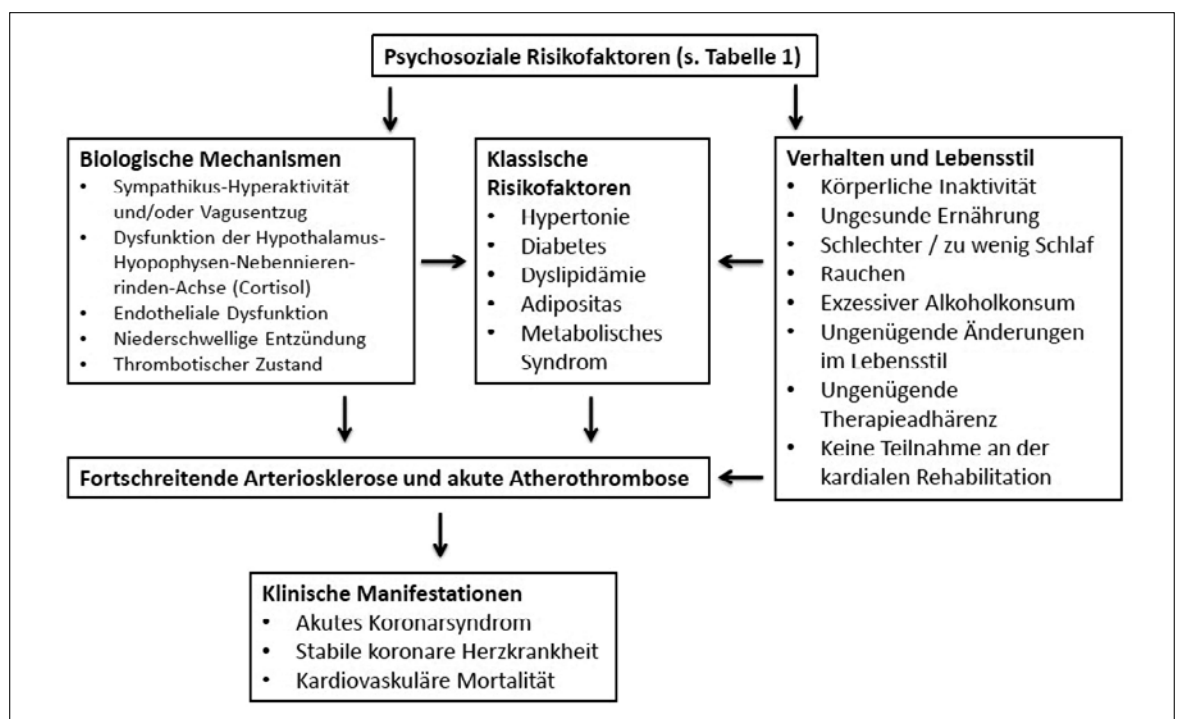 Psychosoziale Risikofaktoren (s. Tabelle 1)
Biologische Mechanismen
• Sympathikus-Hyperaktivität
und/oder Vagusentzug
• Dysfunktion der Hypothalamus-
Hyopophysen-Nebennieren-
rinden-Achse (Cortisol)
• Endotheliale Dysfunktion
• Niederschwellige Entzündung
• Thrombotischer Zustand
Klassische
Risikofaktoren
• Hypertonie
• Diabetes
• Dyslipidämie
• Adipositas
• Metabolisches
Syndrom
Verhalten und Lebensstil
• Körperliche Inaktivität
• Ungesunde Ernährung
• Schlechter / zu wenig Schlaf
• Rauchen
• Exzessiver Alkoholkonsum
• Ungenügende Änderungen
im Lebensstil
• Ungenügende
Therapieadhärenz
• Keine Teilnahme an der
kardialen Rehabilitation
Fortschreitende Arteriosklerose und akute Atherothrombose
Klinische Manifestationen
• Akutes Koronarsyndrom
• Stabile koronare Herzkrankheit
• Kardiovaskuläre Mortalität